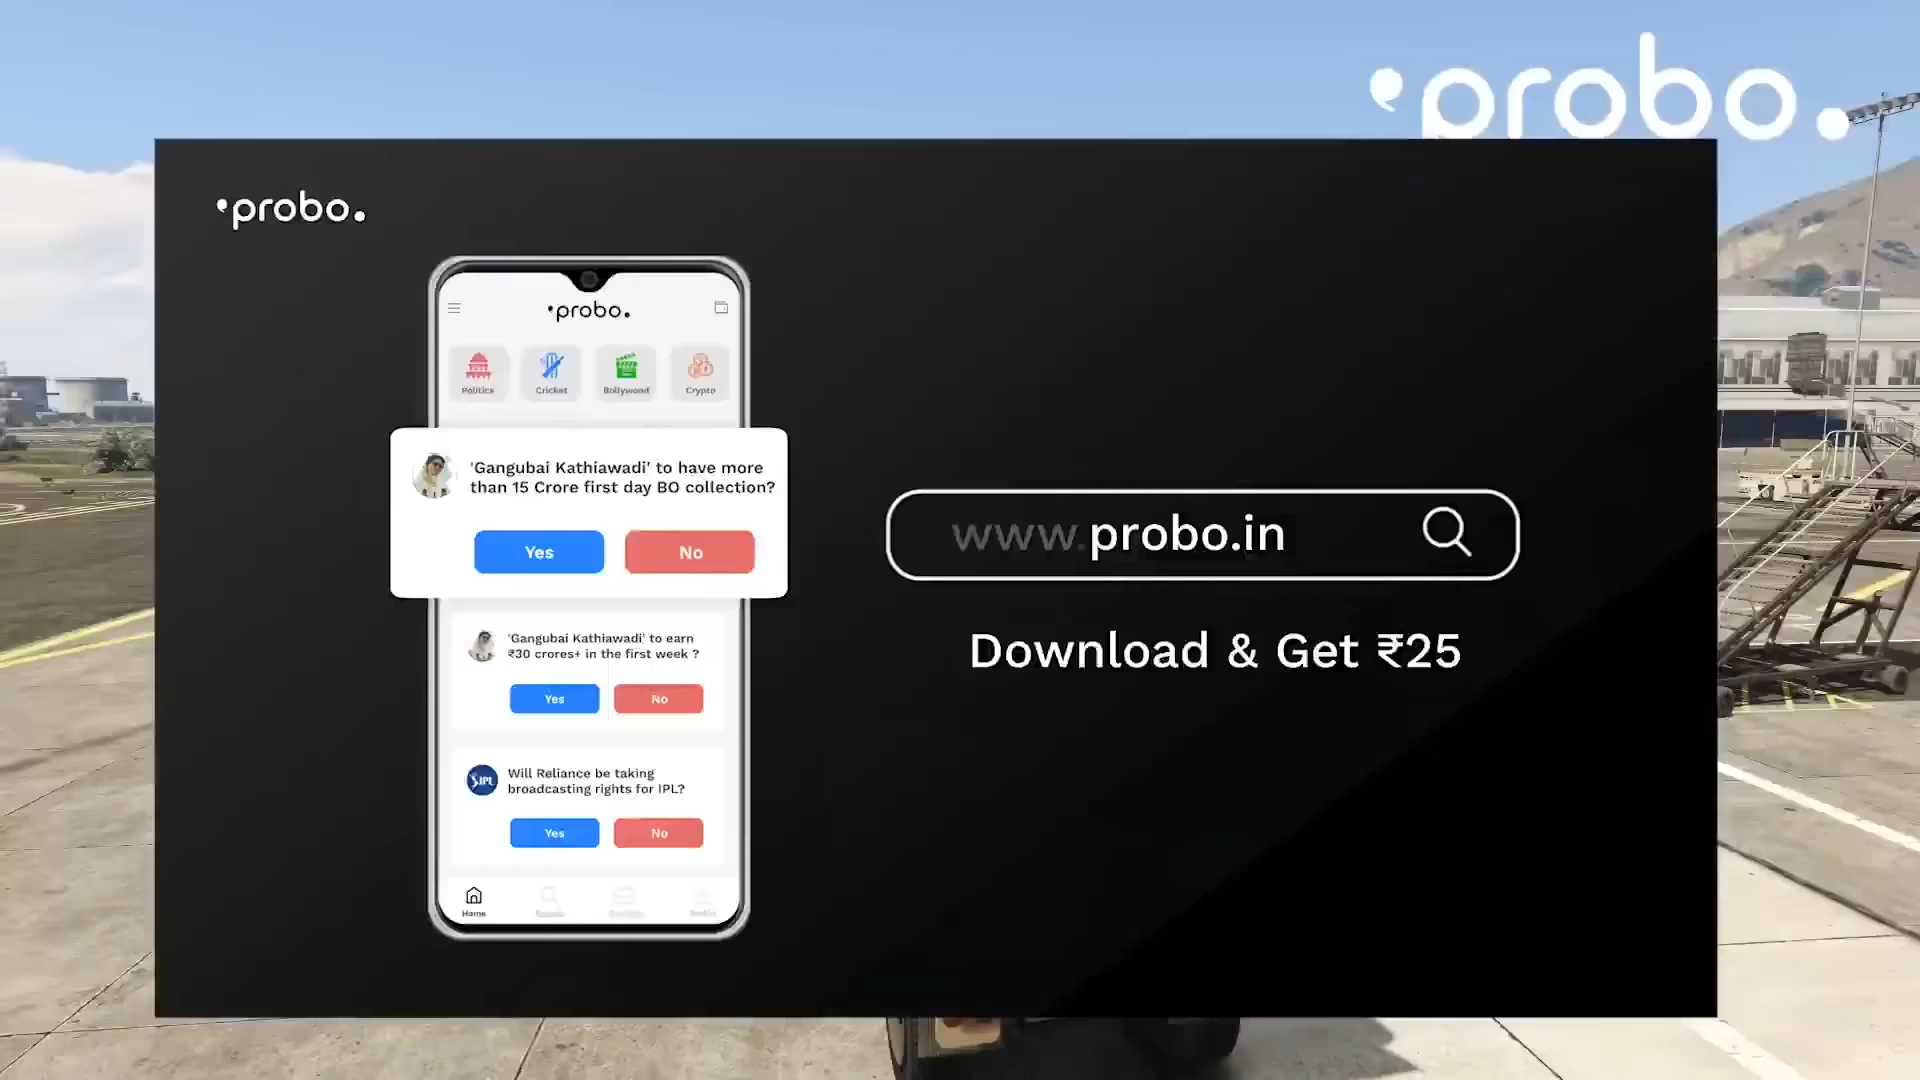 probo.
probo.
probo.
Politics
Cricket
Bollywood
Crypto
'Gangubai Kathiawadi' to have more
than 15 Crore first day BO collection?
Yes
No
'Gangubai Kathiawadi' to earn
₹30 crores+ in the first week ?
Yes
No
IPL
Will Reliance be taking
broadcasting rights for IPL?
Yes
No
Home
www.probo.in
Download & Get ₹25